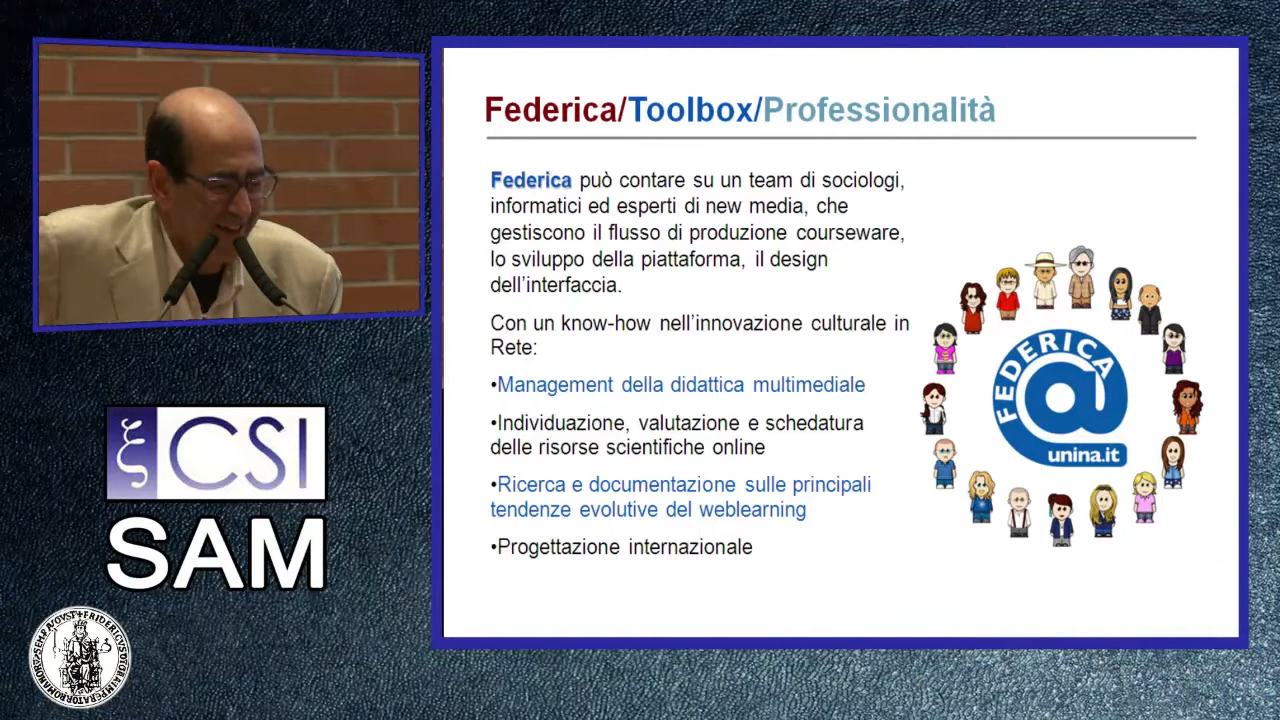 Federica/Toolbox/Professionalità
Federica può contare su un team di sociologi,
informatici ed esperti di new media, che
gestiscono il flusso di produzione courseware,
lo sviluppo della piattaforma, il design
dell'interfaccia.
Con un know-how nell'innovazione culturale in
Rete:
•Management della didattica multimediale
•Individuazione, valutazione e schedatura
delle risorse scientifiche online
•Ricerca e documentazione sulle principali
tendenze evolutive del weblearning
•Progettazione internazionale
FEDERICA
@
unina.it
ξ CSI
SAM